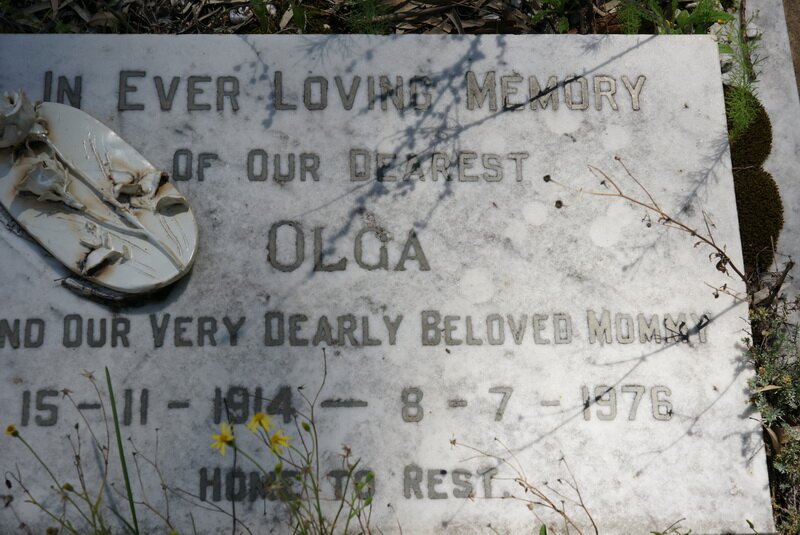 IN EVER LOVING MEMORY
OF OUR DEAREST
OLGA
ND OUR VERY DEARLY BELOVED MOMMY
15 - 11 - 1914 — 8 - 7 - 1976
HOME TO REST.